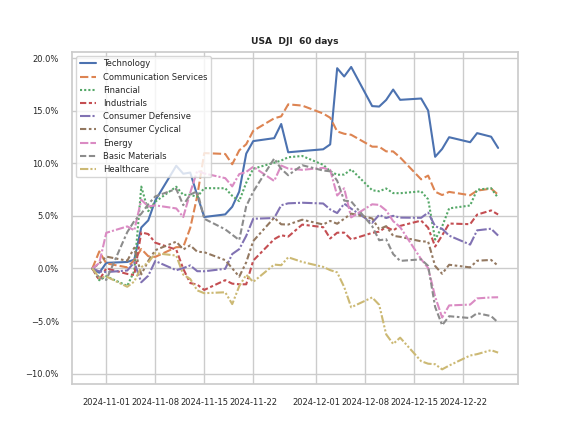 USA DJI 60 days
20.0%
15.0%
10.0%
5.0%
0.0%
−5.0%
−10.0%
Technology
Communication Services
Financial
Industrials
Consumer Defensive
Consumer Cyclical
Energy
Basic Materials
Healthcare
2024-11-01 2024-11-08 2024-11-15 2024-11-22 2024-12-01 2024-12-08 2024-12-15 2024-12-22